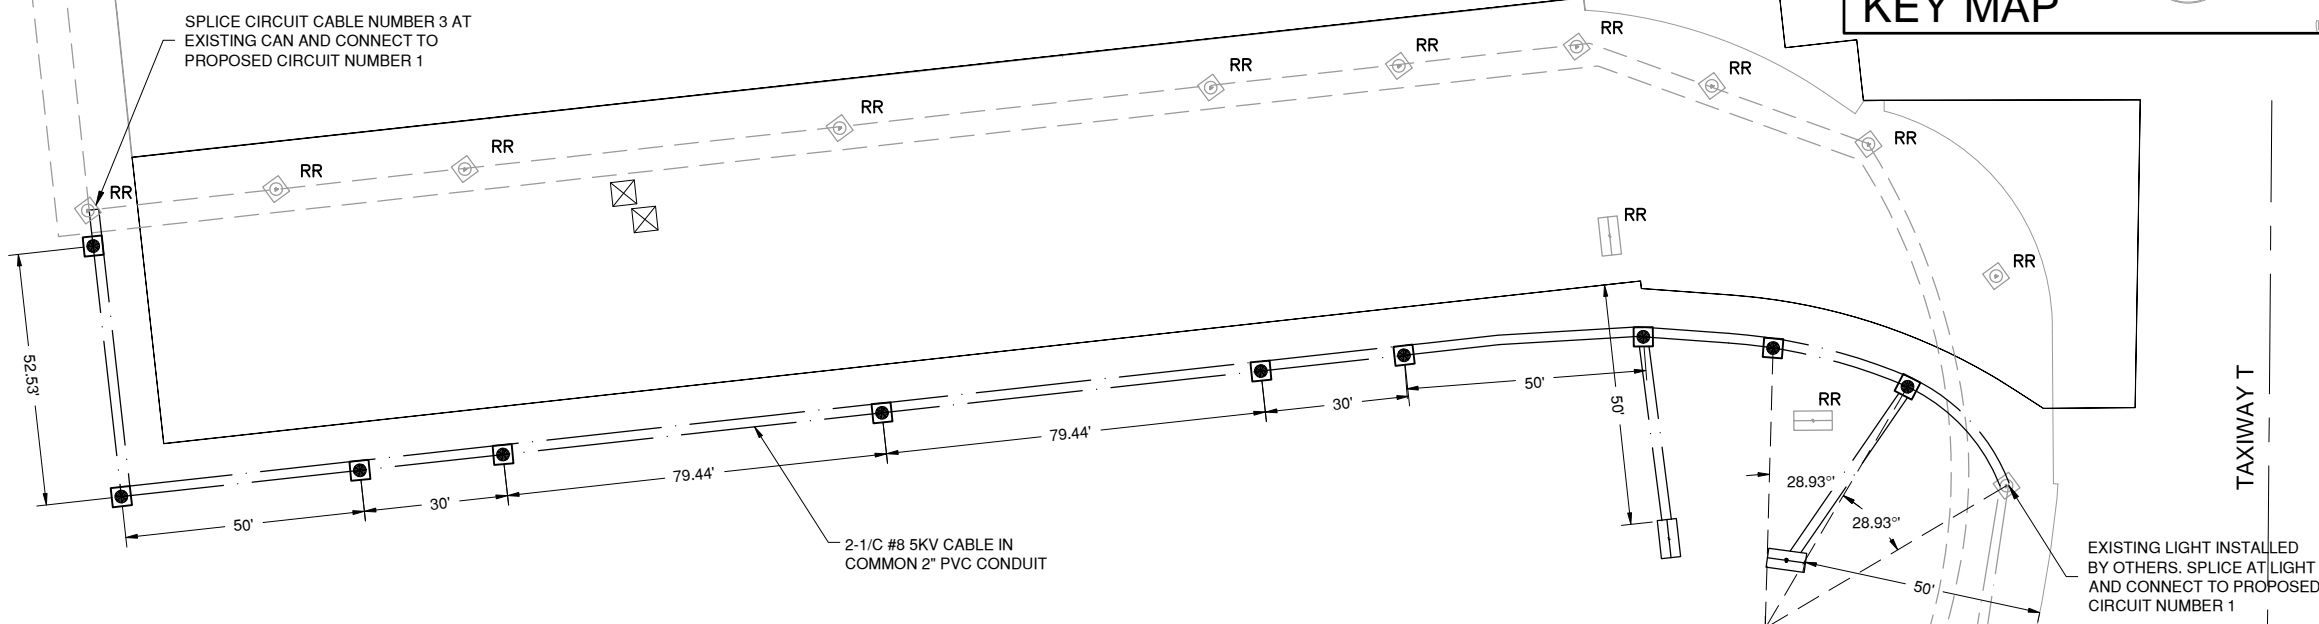 SPLICE CIRCUIT CABLE NUMBER 3 AT
EXISTING CAN AND CONNECT TO
PROPOSED CIRCUIT NUMBER 1
KEY MAP
RR
RR
RR
RR
RR
RR
RR
RR
RR
RR
RR
RR
52.53'
50'
30'
79.44'
79.44'
30'
50'
50'
28.93°'
28.93°'
50'
2-1/C #8 5KV CABLE IN
COMMON 2" PVC CONDUIT
TAXIWAY T
EXISTING LIGHT INSTALLED
BY OTHERS. SPLICE AT LIGHT
AND CONNECT TO PROPOSED
CIRCUIT NUMBER 1